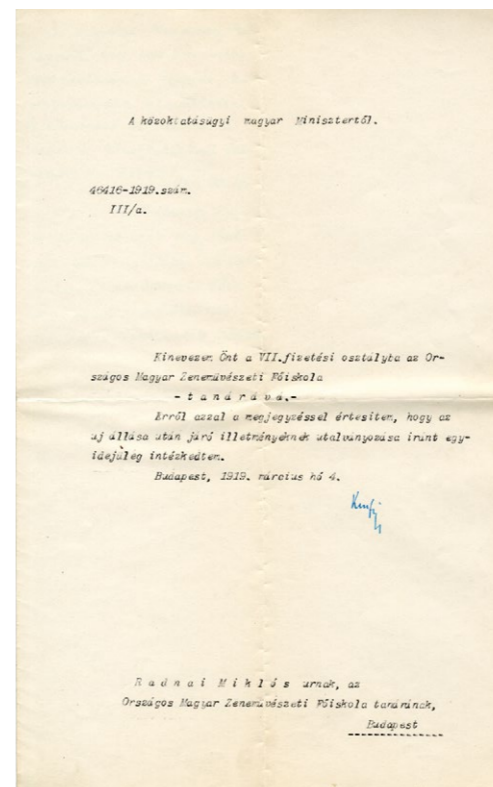 A közoktatásügyi magyar Minisztertől.
46416-1919.szám.
III/a.
Kinevezem Önt a VII.fizetési osztályba az Or-
szágos Magyar Zeneművészeti Főiskola
- t a n á r á v á.-
Erről azzal a megjegyzéssel értesitem, hogy az
uj állása után járó illetményeknek utalványozása iránt egy-
idejüleg intézkedtem.
Budapest, 1919. március hó 4.
R a d n a i M i k l ó s urnak, az
Országos Magyar Zeneművészeti Főiskola tanárának,
Budapest